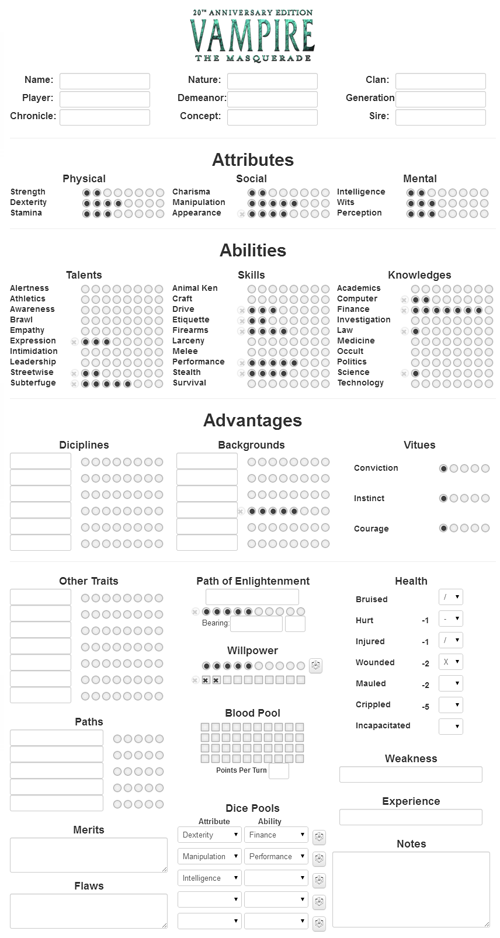 20TH ANNIVERSARY EDITION
VAMPIRE
THE MASQUERADE
Name: Nature: Clan:
Player: Demeanor: Generation
Chronicle: Concept: Sire:
Attributes
Physical Social Mental
Strength Charisma Intelligence
Dexterity Manipulation Wits
Stamina Appearance Perception
Abilities
Talents Skills Knowledges
Alertness Animal Ken Academics
Athletics Craft Computer
Awareness Drive Finance
Brawl Etiquette Investigation
Empathy Firearms Law
Expression Larceny Medicine
Intimidation Melee Occult
Leadership Performance Politics
Streetwise Stealth Science
Subterfuge Survival Technology
Advantages
Diciplines Backgrounds Vitues
Conviction
Instinct
Courage
Other Traits Path of Enlightenment Health
Bruised /
Hurt -1 -
Bearing:
Injured -1 /
Willpower
Wounded -2 X
Mauled -2
Crippled -5
Blood Pool
Incapacitated
Paths
Points Per Turn
Weakness
Experience
Dice Pools
Attribute Ability
Merits Dexterity Finance
Notes
Manipulation Performance
Intelligence
Flaws